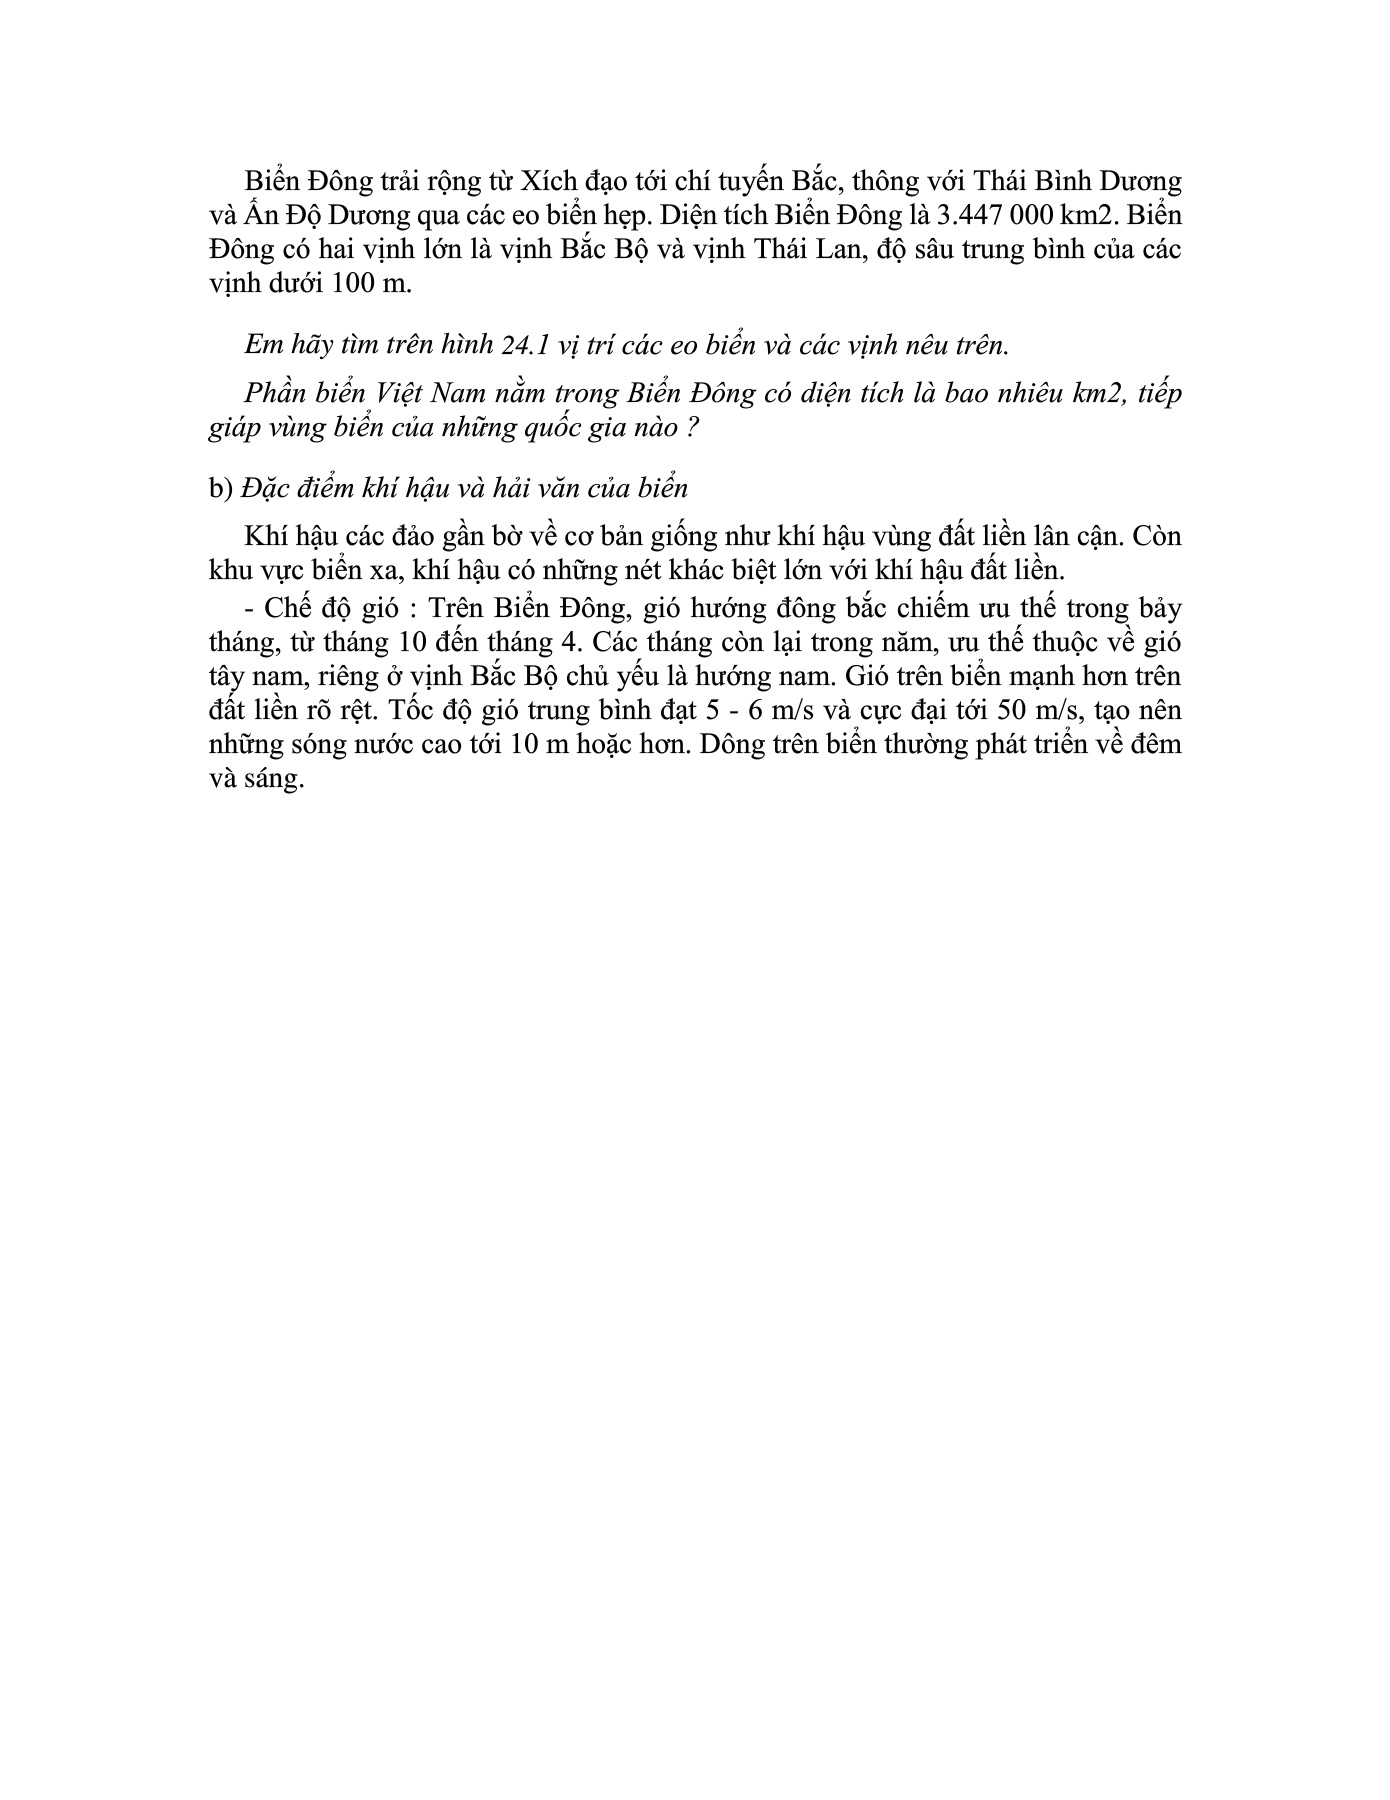 Biển Đông trải rộng từ Xích đạo tới chí tuyến Bắc, thông với Thái Bình Dương
và Ấn Độ Dương qua các eo biển hẹp. Diện tích Biển Đông là 3.447 000 km2. Biển
Đông có hai vịnh lớn là vịnh Bắc Bộ và vịnh Thái Lan, độ sâu trung bình của các
vịnh dưới 100 m.
Em hãy tìm trên hình 24.1 vị trí các eo biển và các vịnh nêu trên.
Phần biển Việt Nam nằm trong Biển Đông có diện tích là bao nhiêu km2, tiếp
giáp vùng biển của những quốc gia nào ?
b) Đặc điểm khí hậu và hải văn của biển
Khí hậu các đảo gần bờ về cơ bản giống như khí hậu vùng đất liền lân cận. Còn
khu vực biển xa, khí hậu có những nét khác biệt lớn với khí hậu đất liền.
- Chế độ gió : Trên Biển Đông, gió hướng đông bắc chiếm ưu thế trong bảy
tháng, từ tháng 10 đến tháng 4. Các tháng còn lại trong năm, ưu thế thuộc về gió
tây nam, riêng ở vịnh Bắc Bộ chủ yếu là hướng nam. Gió trên biển mạnh hơn trên
đất liền rõ rệt. Tốc độ gió trung bình đạt 5 - 6 m/s và cực đại tới 50 m/s, tạo nên
những sóng nước cao tới 10 m hoặc hơn. Dông trên biển thường phát triển về đêm
và sáng.